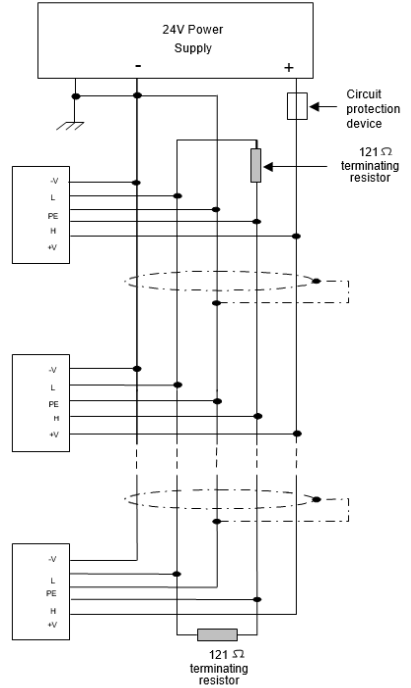 24V Power
Supply
-
+
Circuit
protection
device
121 Ω
terminating
resistor
-V
L
PE
H
+V
-V
L
PE
H
+V
-V
L
PE
H
+V
121 Ω
terminating
resistor